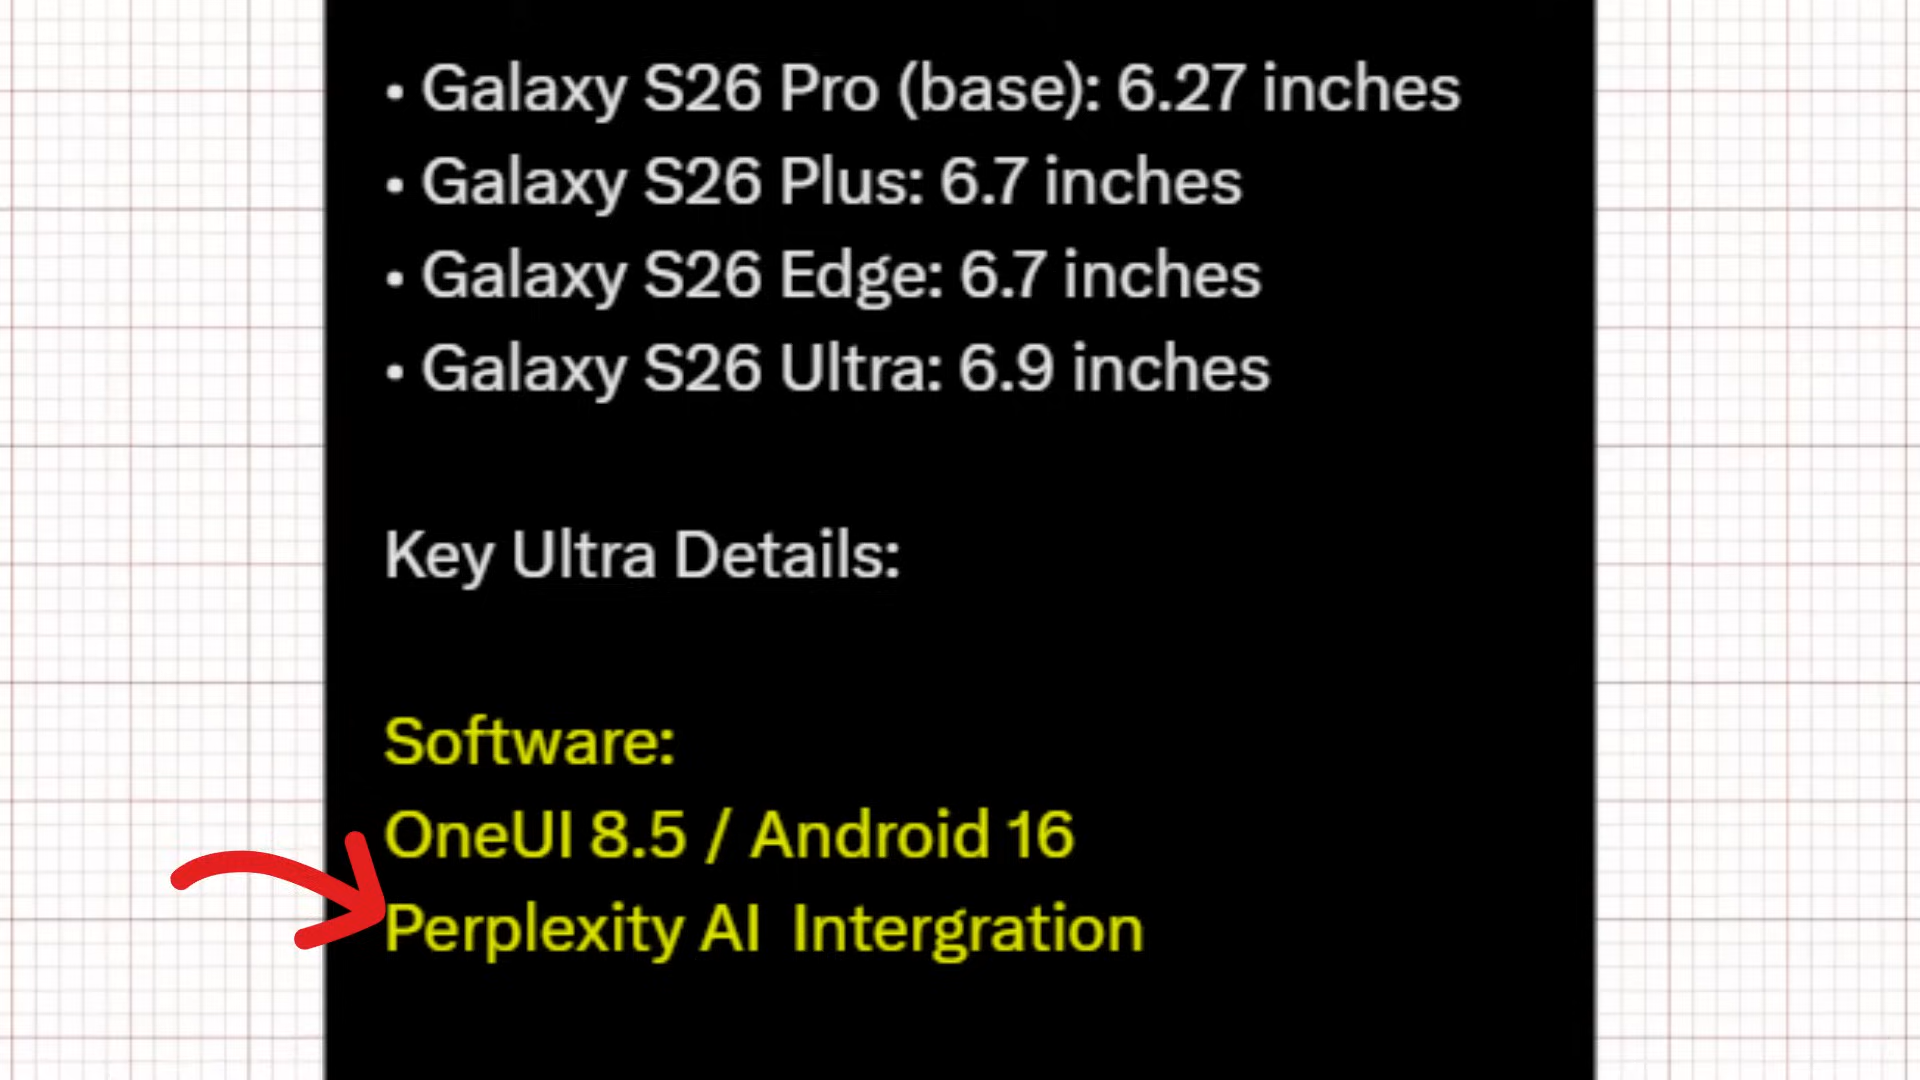 • Galaxy S26 Pro (base): 6.27 inches
• Galaxy S26 Plus: 6.7 inches
• Galaxy S26 Edge: 6.7 inches
• Galaxy S26 Ultra: 6.9 inches
Key Ultra Details:
Software:
OneUI 8.5 / Android 16
Perplexity AI  Intergration